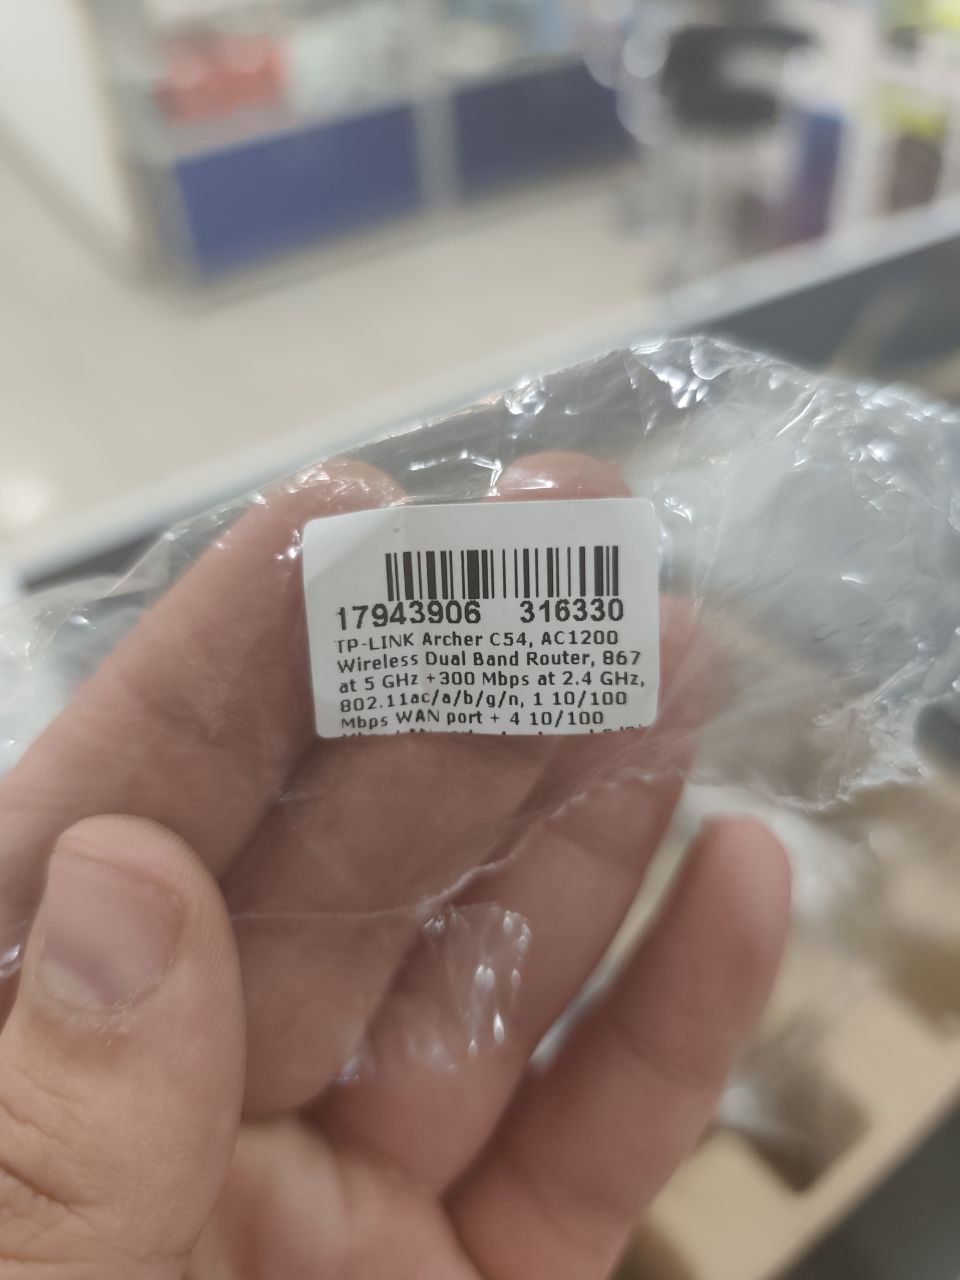 17943906 316330
TP-LINK Archer C54, AC1200
Wireless Dual Band Router, 867
at 5 GHz +300 Mbps at 2.4 GHz,
802.11ac/a/b/g/n, 1 10/100
Mbps WAN port + 4 10/100